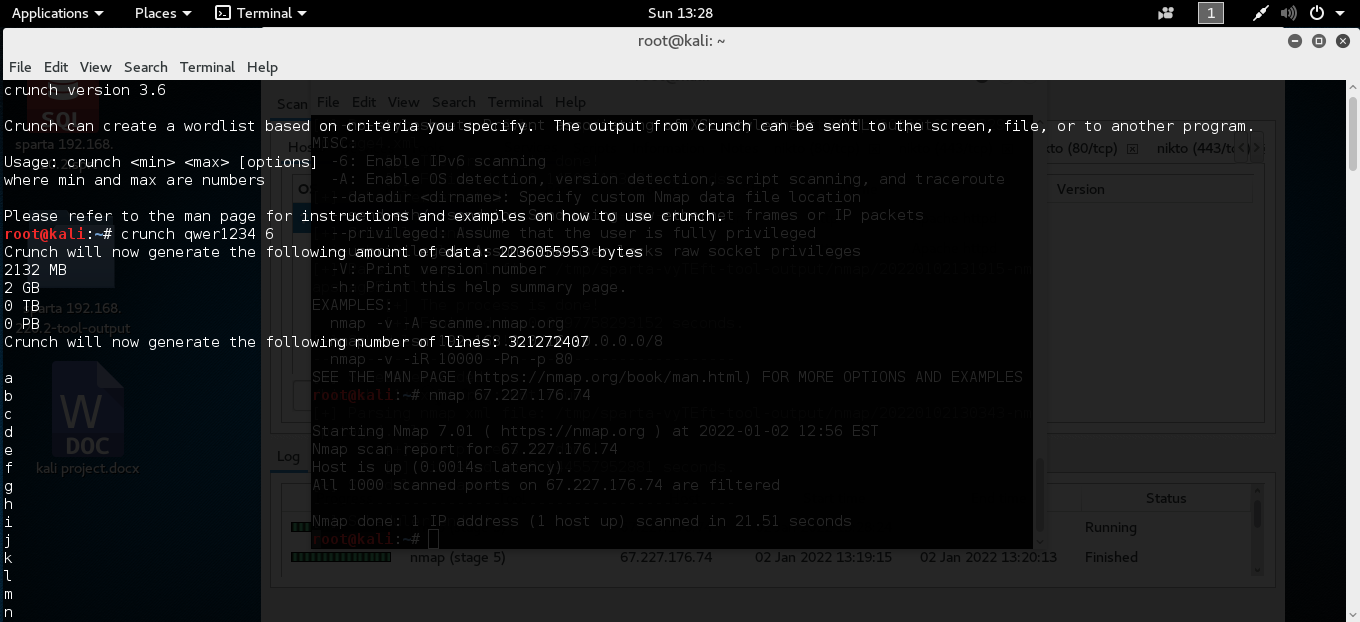 Applications Places Terminal Sun 13:28 1
root@kali: ~
File Edit View Search Terminal Help
crunch version 3.6
Crunch can create a wordlist based on criteria you specify.  The output from crunch can be sent to the screen, file, or to another program.
Usage: crunch <min> <max> [options]
where min and max are numbers
Please refer to the man page for instructions and examples on how to use crunch.
root@kali:~# crunch qwer1234 6
Crunch will now generate the following amount of data: 2236055953 bytes
2132 MB
2 GB
0 TB
0 PB
Crunch will now generate the following number of lines: 321272407
a
b
c
d
e
f
g
h
i
j
k
l
m
n
SQL
sparta 192.168.
sparta 192.168.
2-tool-output
W
DOC
kali project.docx
Scan
File Edit View Search Terminal Help
MISC:
-6: Enable IPv6 scanning
-A: Enable OS detection, version detection, script scanning, and traceroute
--datadir <dirname>: Specify custom Nmap data file location
frames or IP packets
--privileged: Assume that the user is fully privileged
raw socket privileges
-V: Print version number
-h: Print this help summary page.
EXAMPLES:
nmap -v -A scanme.nmap.org
0.0.0/8
nmap -v -iR 10000 -Pn -p 80
SEE THE MAN PAGE (https://nmap.org/book/man.html) FOR MORE OPTIONS AND EXAMPLES
root@kali:~# nmap 67.227.176.74
Starting Nmap 7.01 ( https://nmap.org ) at 2022-01-02 12:56 EST
Nmap scan report for 67.227.176.74
Host is up (0.0014s latency).
All 1000 scanned ports on 67.227.176.74 are filtered
Nmap done: 1 IP address (1 host up) scanned in 21.51 seconds
root@kali:~#
(80/tcp) nikto (443/t
Version
Log
Status
Running
nmap (stage 5) 67.227.176.74 02 Jan 2022 13:19:15 02 Jan 2022 13:20:13 Finished